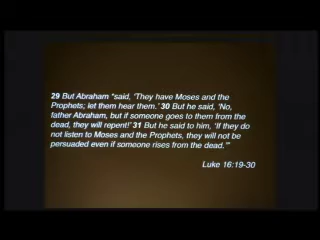 29 But Abraham *said, 'They have Moses and the
Prophets; let them hear them.' 30 But he said, 'No,
father Abraham, but if someone goes to them from the
dead, they will repent!' 31 But he said to him, 'If they do
not listen to Moses and the Prophets, they will not be
persuaded even if someone rises from the dead.'"
Luke 16:19-30